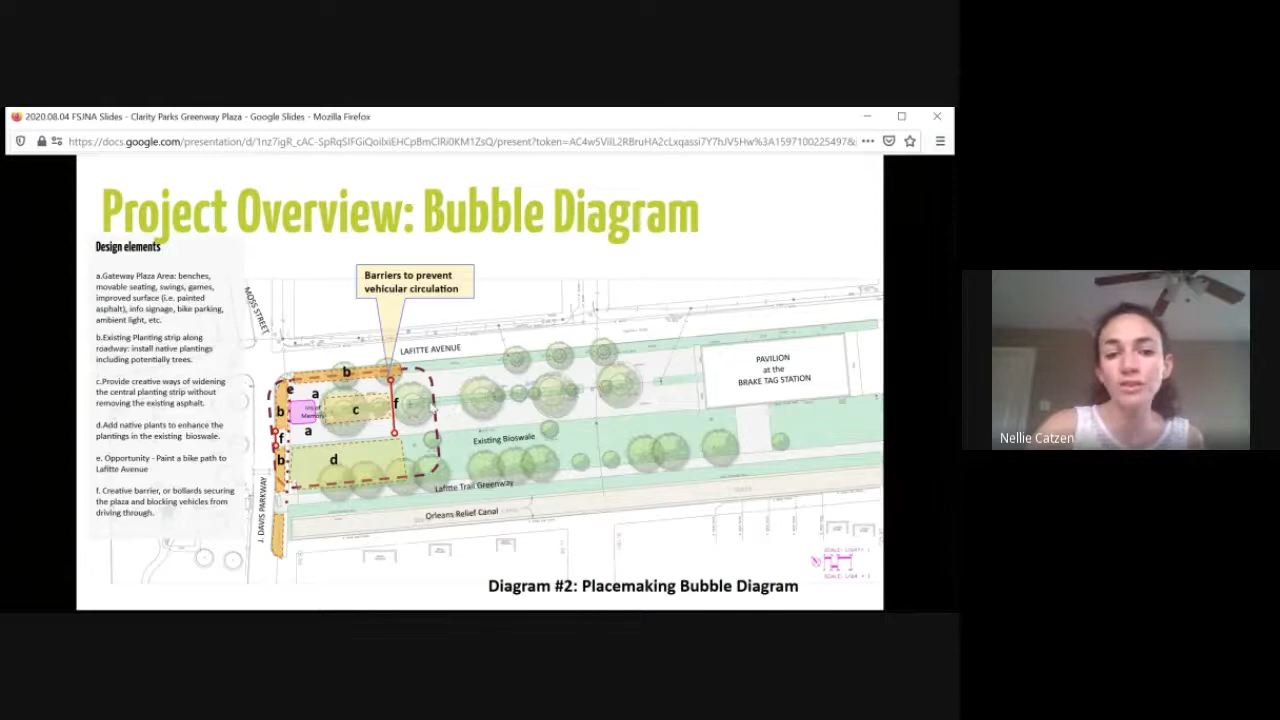 2020.08.04 FSJNA Slides - Clarity Parks Greenway Plaza - Google Slides - Mozilla Firefox
Project Overview: Bubble Diagram
Design elements
a.Gateway Plaza Area: benches,
movable seating, swings, games,
improved surface (i.e. painted
asphalt), info signage, bike parking,
ambient light, etc.
b.Existing Planting strip along
roadway: install native plantings
including potentially trees.
c.Provide creative ways of widening
the central planting strip without
removing the existing asphalt.
d.Add native plants to enhance the
plantings in the existing bioswale.
e. Opportunity - Paint a bike path to
Lafitte Avenue
f. Creative barrier, or bollards securing
the plaza and blocking vehicles from
driving through.
Barriers to prevent
vehicular circulation
MOSS STREET
LAFITTE AVENUE
PAVILION
at the
BRAKE TAG STATION
b
e
a
b
c
f
a
f
b
d
Existing Bioswale
Lafitte Trail Greenway
Orleans Relief Canal
J. DAVIS PARKWAY
Diagram #2: Placemaking Bubble Diagram
Nellie Catzen